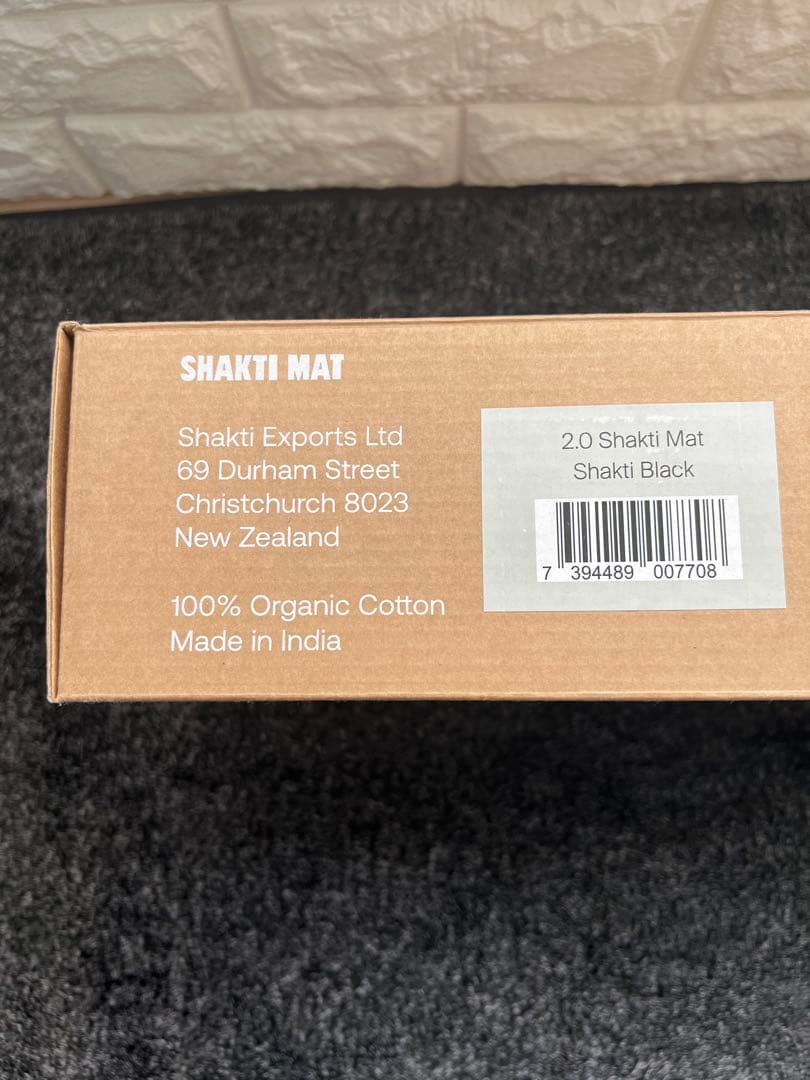 SHAKTI MAT
Shakti Exports Ltd
69 Durham Street
Christchurch 8023
New Zealand
100% Organic Cotton
Made in India
2.0 Shakti Mat
Shakti Black
7 394489 007708